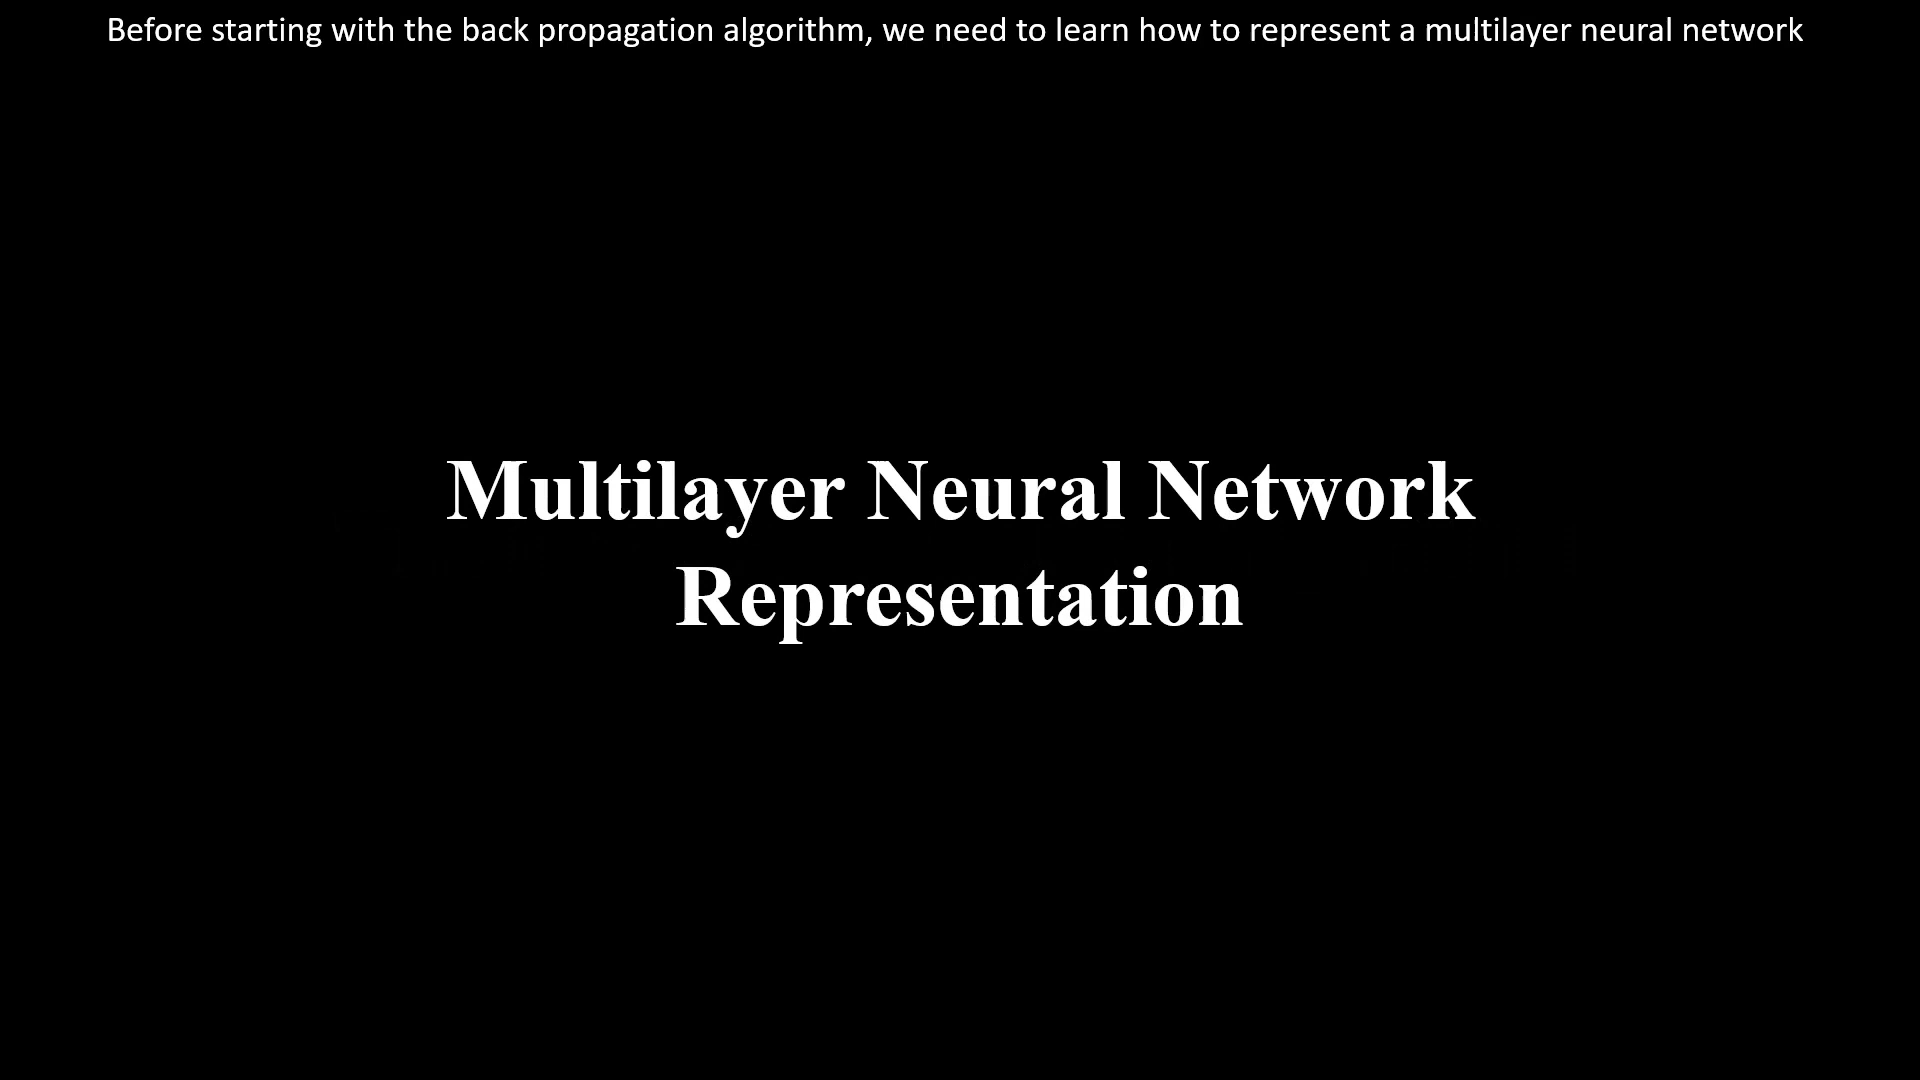 Before starting with the back propagation algorithm, we need to learn how to represent a multilayer neural network
Multilayer Neural Network
Representation